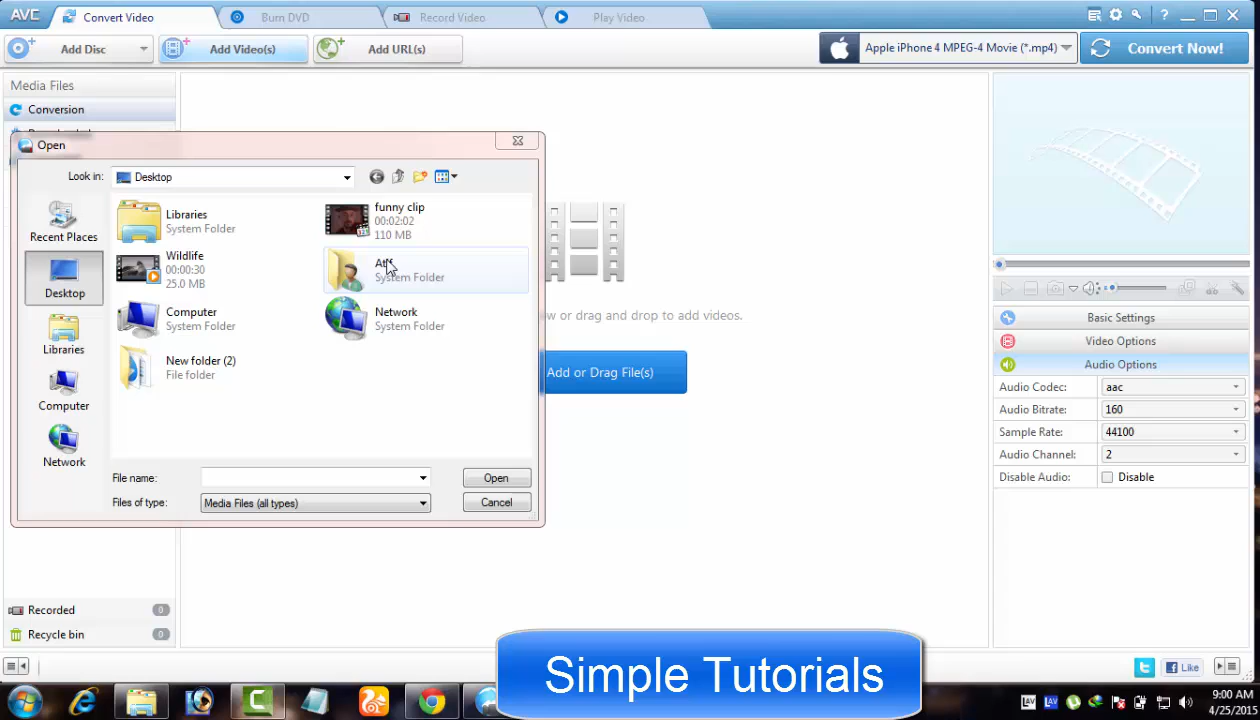 AVC
Convert Video
Burn DVD
Record Video
Play Video
?
Add Disc
Add Video(s)
Add URL(s)
Apple iPhone 4 MPEG-4 Movie (*.mp4)
Convert Now!
Media Files
Conversion
Open
Look in:
Desktop
Recent Places
Desktop
Libraries
Computer
Network
Libraries
System Folder
funny clip
00:02:02
110 MB
Wildlife
00:00:30
25.0 MB
System Folder
Computer
System Folder
Network
System Folder
New folder (2)
File folder
File name:
Open
Files of type:
Media Files (all types)
Cancel
w or drag and drop to add videos.
Add or Drag File(s)
Basic Settings
Video Options
Audio Options
Audio Codec:
aac
Audio Bitrate:
160
Sample Rate:
44100
Audio Channel:
2
Disable Audio:
Disable
Recorded
0
Recycle bin
0
Like
Simple Tutorials
LAV
LAV
9:00 AM
4/25/2015